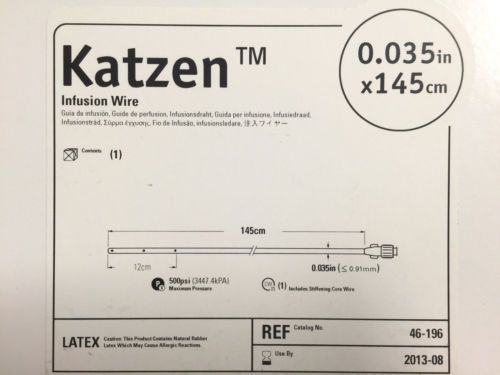 Katzen™
Infusion Wire
0.035in
x145cm
Guia de infusión, Guide de perfusion, Infusionsdraht, Guida per infusione, Infusiedraad,
Infusionstråd, Σύρμα έγχυσης, Fio de Infusão, infusionsledare, 注入ワイヤー
Contents (1)
145cm
12cm
0.035in (≤ 0.91mm)
500psi (3447.4kPA)
Maximum Pressure
CW (1) Includes Stiffening Core Wire
LATEX
Caution: This Product Contains Natural Rubber
Latex Which May Cause Allergic Reactions.
REF Catalog No. 46-196
Use By 2013-08